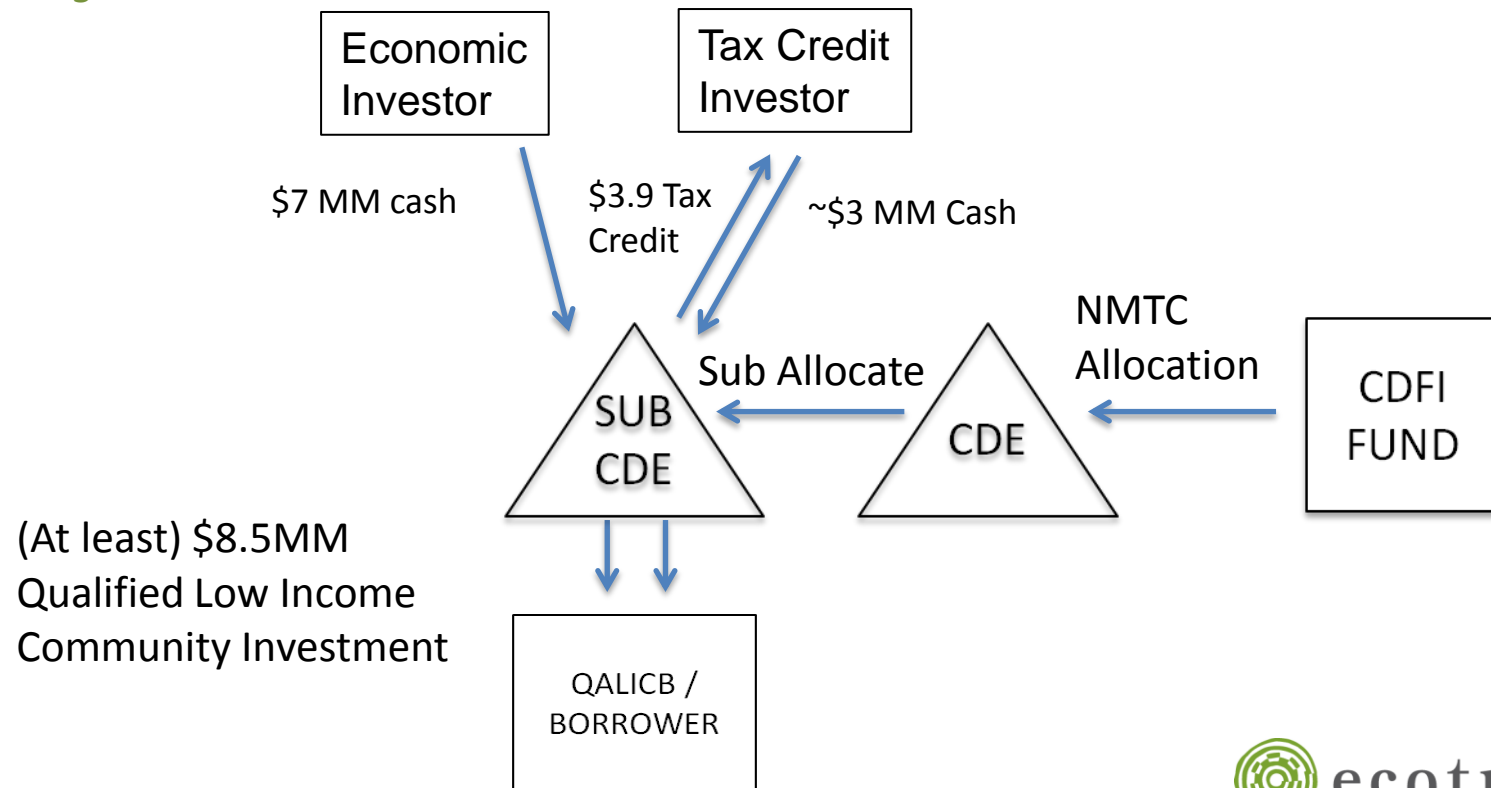 Economic
Investor
Tax Credit
Investor
$7 MM cash
$3.9 Tax
Credit
~$3 MM Cash
NMTC
Allocation
Sub Allocate
SUB
CDE
CDE
CDFI
FUND
(At least) $8.5MM
Qualified Low Income
Community Investment
QALICB /
BORROWER